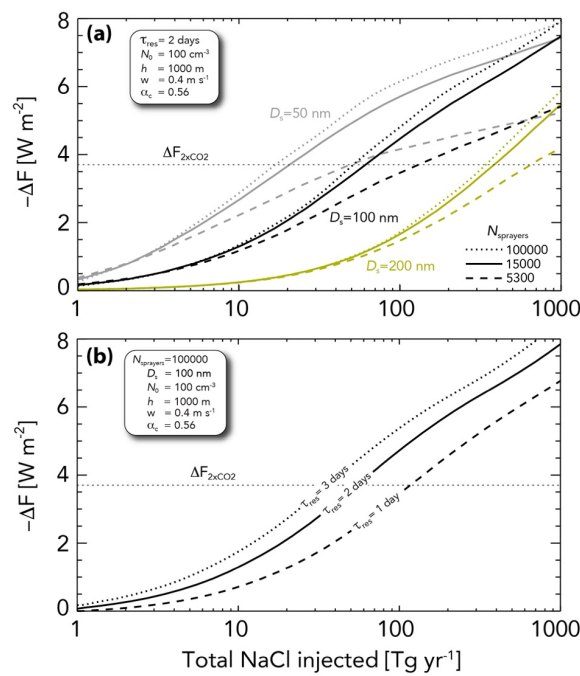 (a)
τres = 2 days
N0 = 100 cm-3
h = 1000 m
w = 0.4 m s-1
αc = 0.56
8
6
4
2
0
−ΔF [W m-2]
Ds=50 nm
ΔF2xCO2
Ds=100 nm
Ds=200 nm
Nsprayers
100000
15000
5300
1 10 100 1000
(b)
Nsprayers=100000
Ds = 100 nm
N0 = 100 cm-3
h = 1000 m
w = 0.4 m s-1
αc = 0.56
8
6
4
2
0
−ΔF [W m-2]
ΔF2xCO2
τres= 3 days
τres= 2 days
τres= 1 day
1 10 100 1000
Total NaCl injected [Tg yr-1]